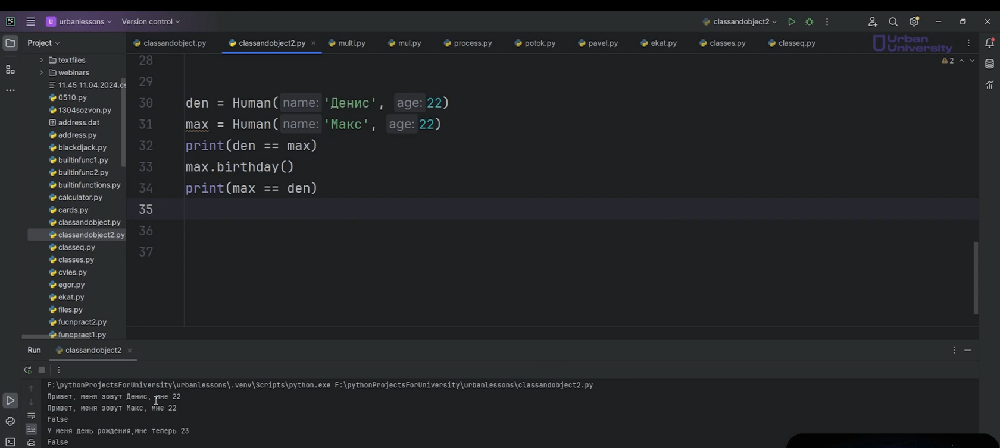 PC
U urbanlessons
Version control
classandobject2
Project
classandobject.py
classandobject2.py
multi.py
mul.py
process.py
potok.py
pavel.py
ekat.py
classes.py
classeq.py
Urban University
2
textfiles
webinars
11.45 11.04.2024.cs
0510.py
1304sozvon.py
address.dat
address.py
blackdjack.py
builtinfunc1.py
builtinfunc2.py
builtinfunctions.py
calculator.py
cards.py
classandobject.py
classandobject2.py
classeq.py
classes.py
cvles.py
egor.py
ekat.py
files.py
fucnpract2.py
funcpract1.py
28
29
30 den = Human( name: 'Денис', age: 22)
31 max = Human( name: 'Макс', age: 22)
32 print(den == max)
33 max.birthday()
34 print(max == den)
35
36
37
Run
classandobject2
F:\pythonProjectsForUniversity\urbanlessons\.venv\Scripts\python.exe F:\pythonProjectsForUniversity\urbanlessons\classandobject2.py
Привет, меня зовут Денис, мне 22
Привет, меня зовут Макс, мне 22
False
У меня день рождения,мне теперь 23
False